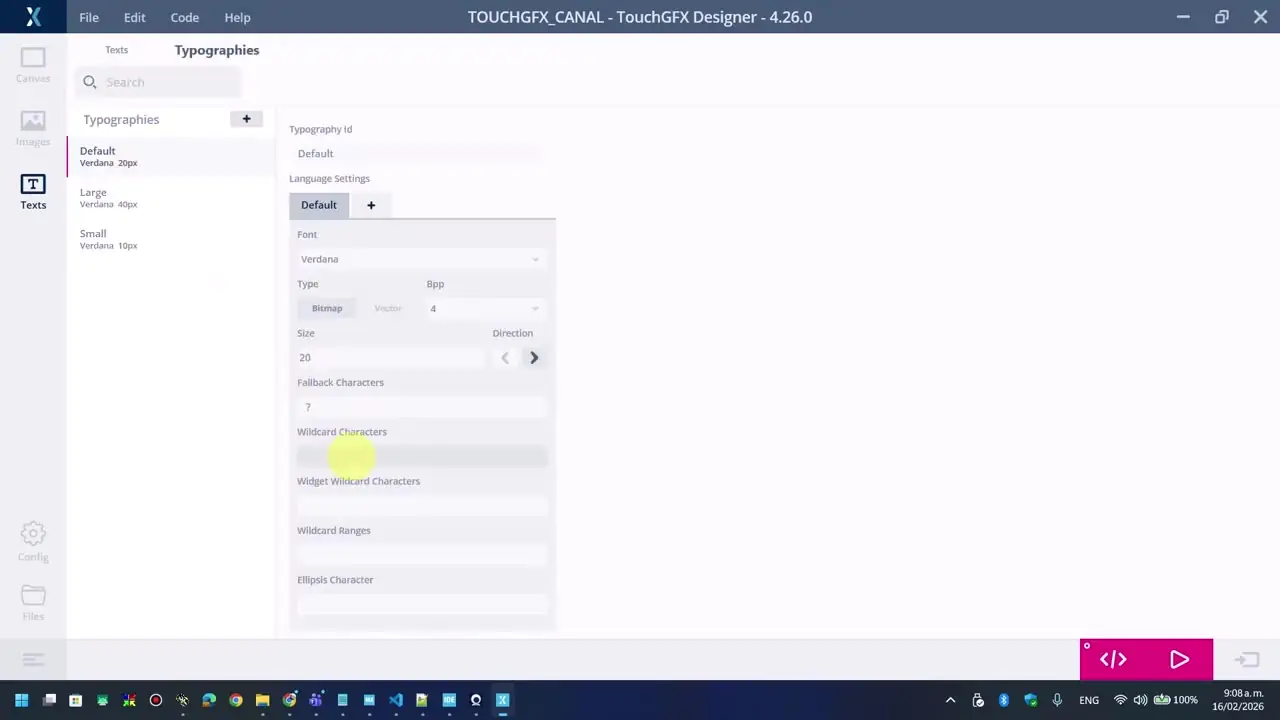 File Edit Code Help
TOUCHGFX_CANAL - TouchGFX Designer - 4.26.0
Canvas
Images
Texts
Config
Files
Texts
Typographies
Search
Typographies
+
Default
Verdana 20px
Large
Verdana 40px
Small
Verdana 10px
Typography Id
Default
Language Settings
Default +
Font
Verdana
Type Bpp
Bitmap Vector 4
Size Direction
20
Fallback Characters
?
Wildcard Characters
Widget Wildcard Characters
Wildcard Ranges
Ellipsis Character
ENG
100%
9:08 a. m.
16/02/2026